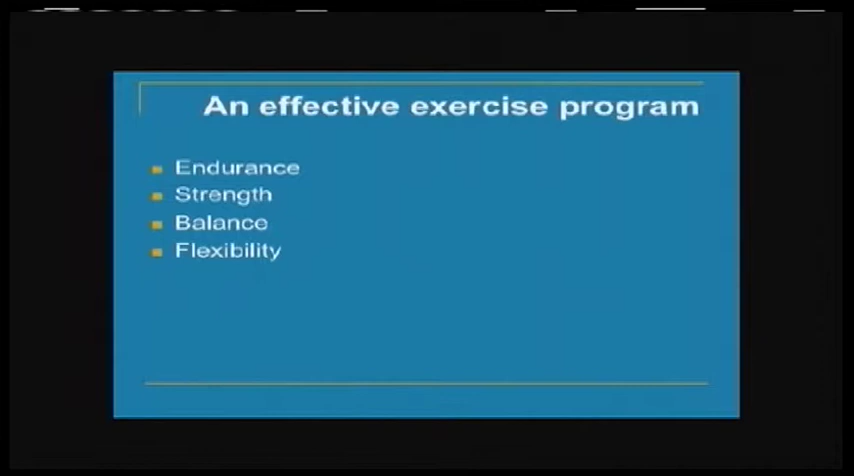 An effective exercise program
Endurance
Strength
Balance
Flexibility